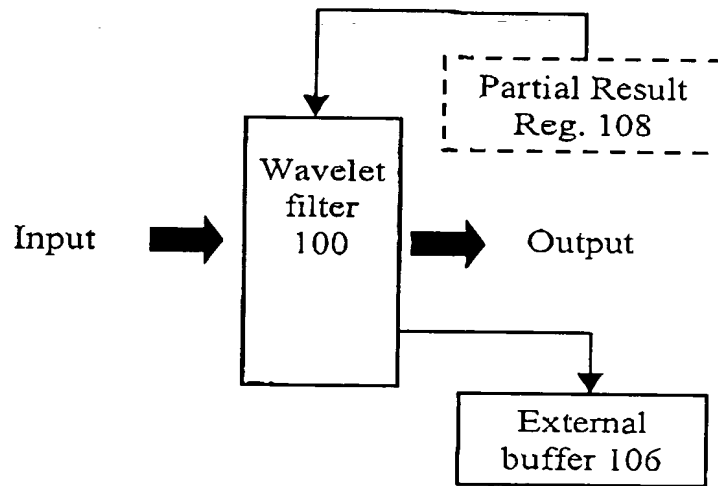 Partial Result
Reg. 108
Wavelet
filter
100
Input
Output
External
buffer 106